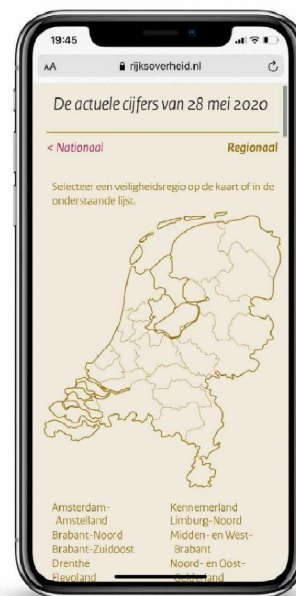 19:45
AA rijksoverheid.nl
De actuele cijfers van 28 mei 2020
< Nationaal Regionaal
Selecteer een veiligheidsregio op de kaart of in de
onderstaande lijst.
Amsterdam-
Amstelland
Brabant-Noord
Brabant-Zuidoost
Drenthe
Flevoland
Kennemerland
Limburg-Noord
Midden- en West-
Brabant
Noord- en Oost-
Gelderland